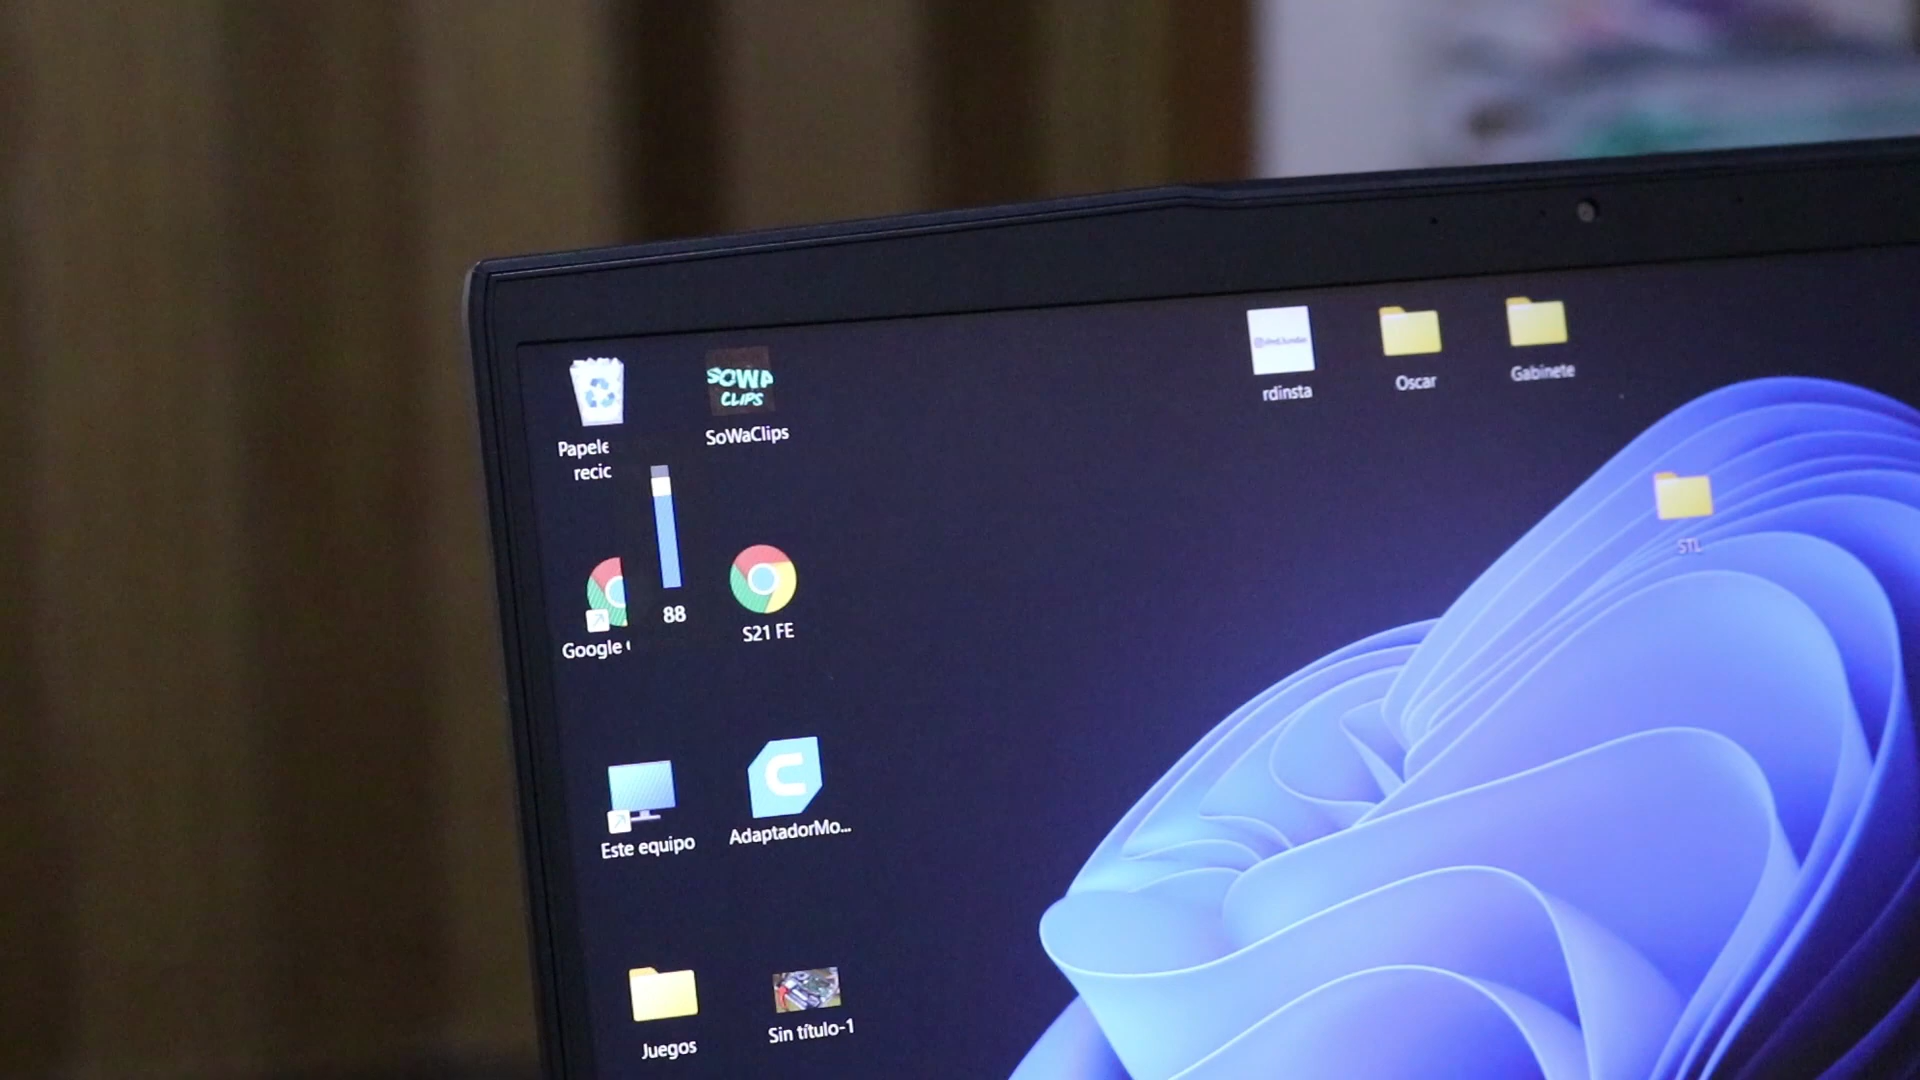 Papele
recic
SOWA
CLIPS
SoWaClips
rdinsta
Oscar
Gabinete
STL
Google
88
S21 FE
Este equipo
AdaptadorMo...
Juegos
Sin título-1